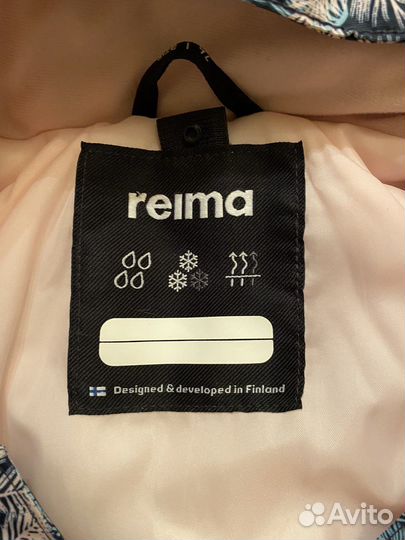 reima
Designed & developed in Finland
Avito